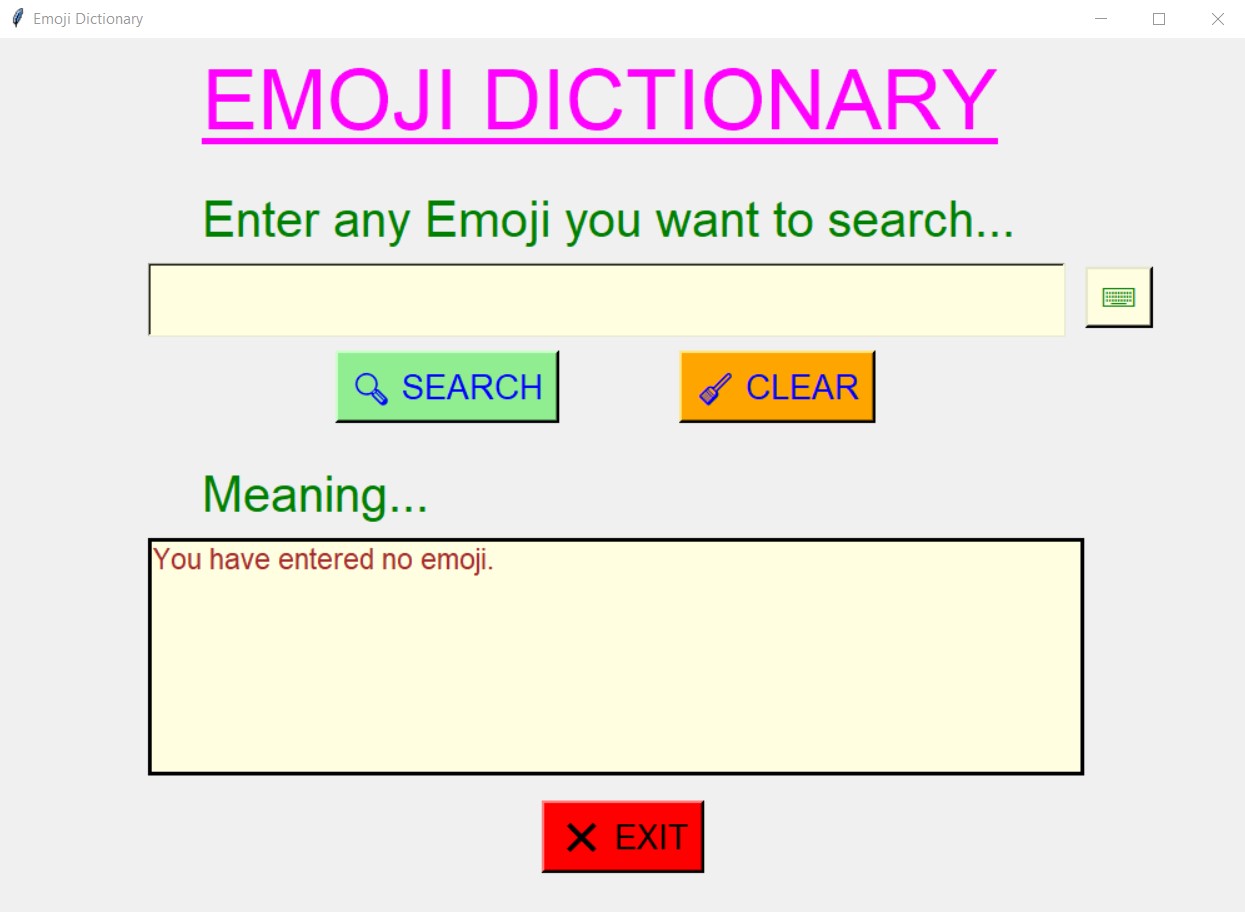 Emoji Dictionary
EMOJI DICTIONARY
Enter any Emoji you want to search...
SEARCH
CLEAR
Meaning...
You have entered no emoji.
EXIT